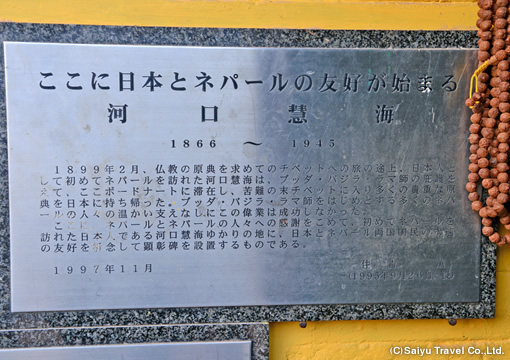 ここに日本とネパールの友好が始まる
河口慧海
1866 ～ 1945
1899年2月、仏教の原典を求めてのチベットへの旅の途上、日本人と
して初めてネパールを訪れた河口慧海は、
してここボードナートに滞在し、苦難の末チベットに入り多くの貴重な原
典を日本に持ち帰った。ブッダ・バジラ・ラマ師をはじめとする多くのネパ
ールの人々の温かい支えなしにこの偉業は成功しなかった。
ここにネパールの人々への感謝をこめて、初めてネパールを
訪れた日本人である河口慧海ゆかりの地に、日本とネパール両国国民の永遠
の友好を記念して顕彰碑を設置するものである。
1997年11月
(C)Saiyu Travel Co.,Ltd.